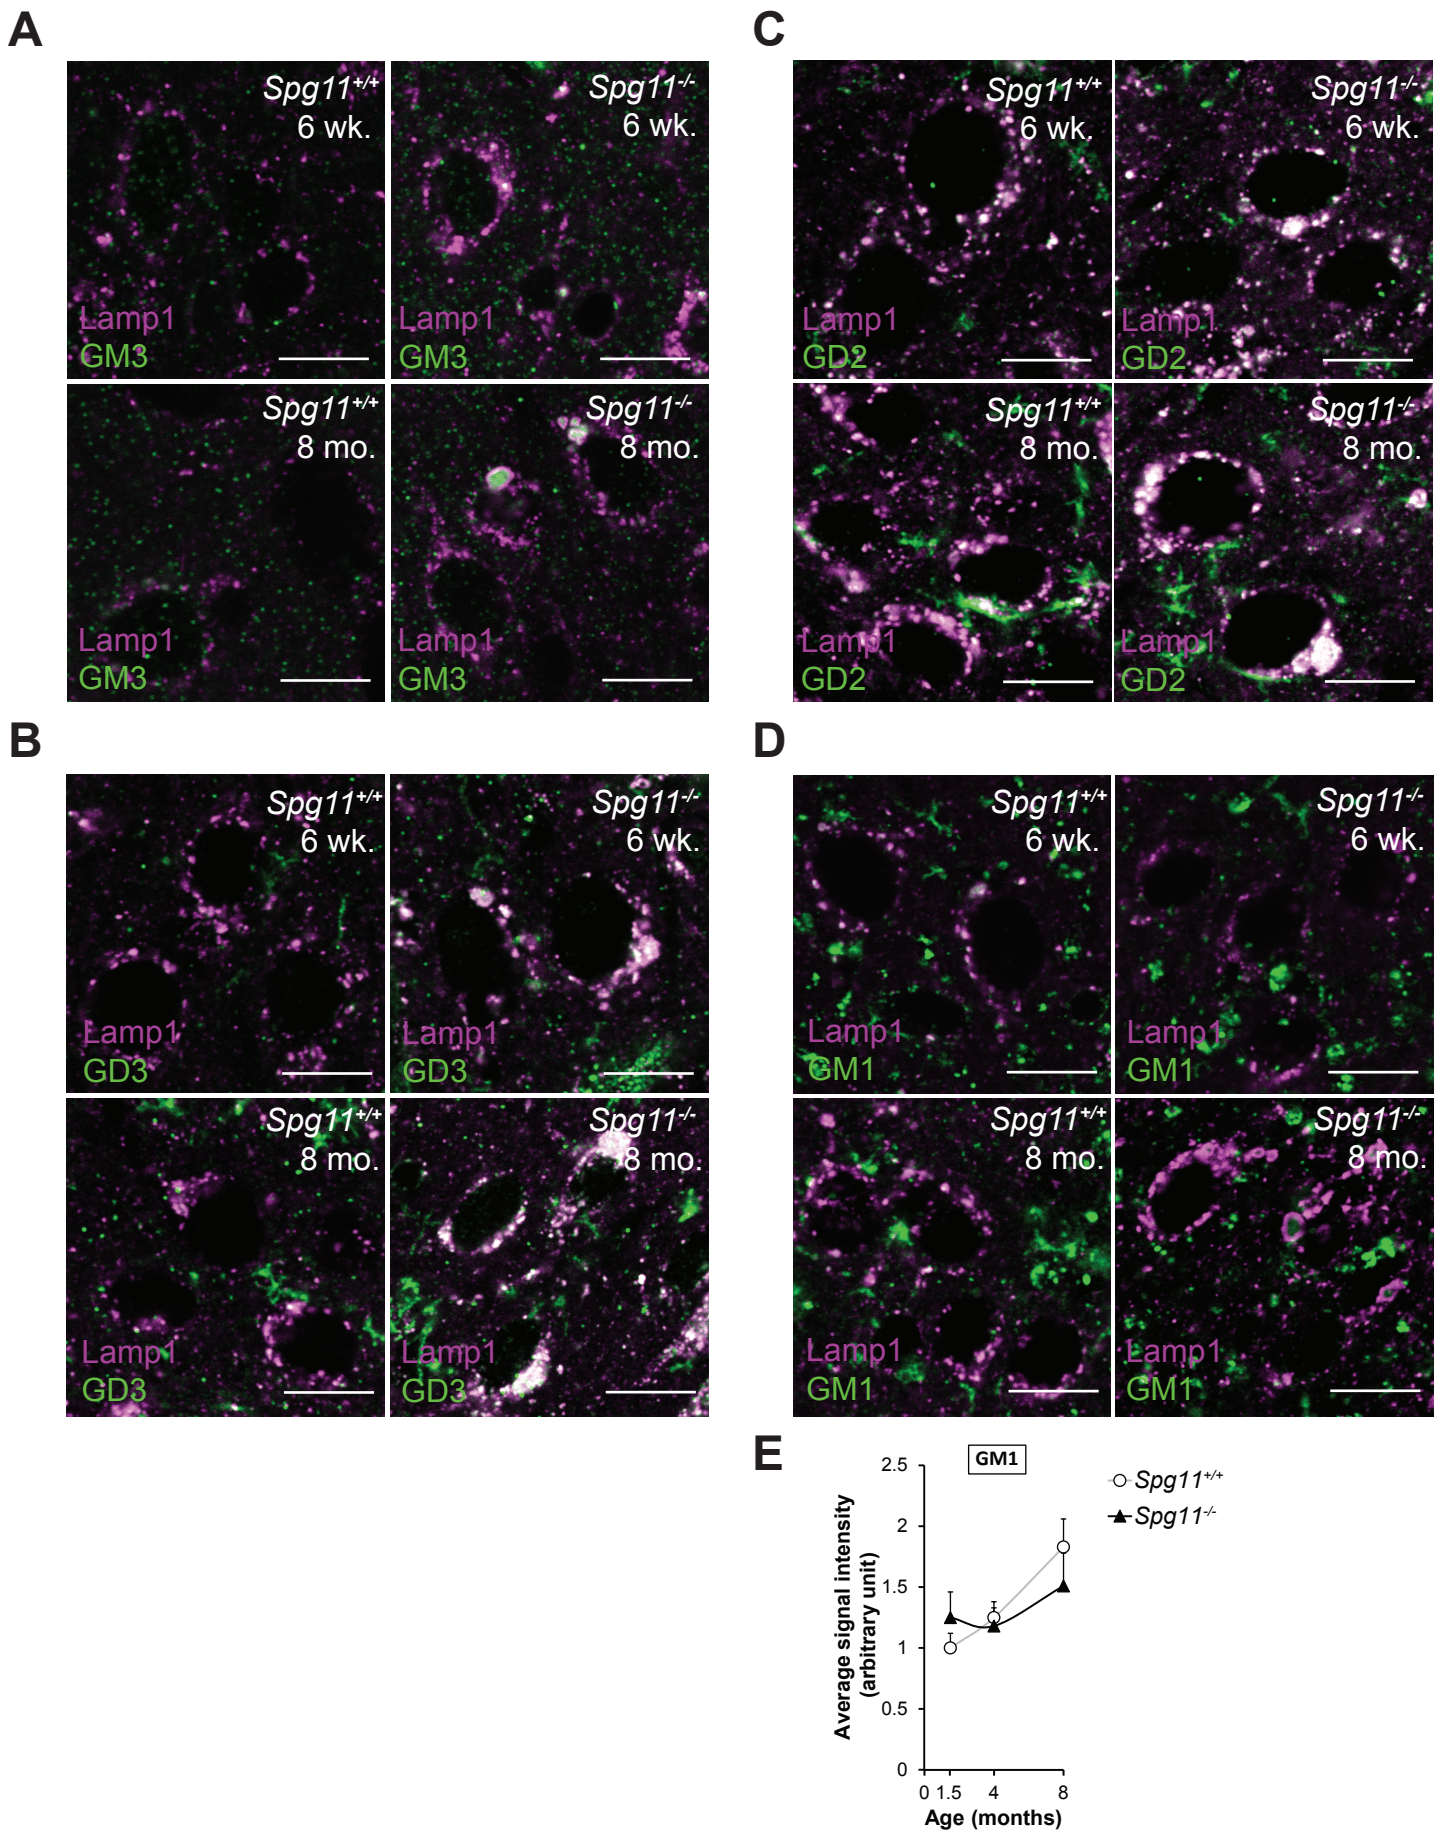 A
Spg11+/+
6 wk.
Lamp1
GM3
Spg11-/-
6 wk.
Lamp1
GM3
Spg11+/+
8 mo.
Lamp1
GM3
Spg11-/-
8 mo.
Lamp1
GM3
C
Spg11+/+
6 wk.
Lamp1
GD2
Spg11-/-
6 wk.
Lamp1
GD2
Spg11+/+
8 mo.
Lamp1
GD2
Spg11-/-
8 mo.
Lamp1
GD2
B
Spg11+/+
6 wk.
Lamp1
GD3
Spg11-/-
6 wk.
Lamp1
GD3
Spg11+/+
8 mo.
Lamp1
GD3
Spg11-/-
8 mo.
Lamp1
GD3
D
Spg11+/+
6 wk.
Lamp1
GM1
Spg11-/-
6 wk.
Lamp1
GM1
Spg11+/+
8 mo.
Lamp1
GM1
Spg11-/-
8 mo.
Lamp1
GM1
E
GM1
Spg11+/+
Spg11-/-
Average signal intensity
(arbitrary unit)
2.5
2
1.5
1
0.5
0
0 1.5 4 8
Age (months)